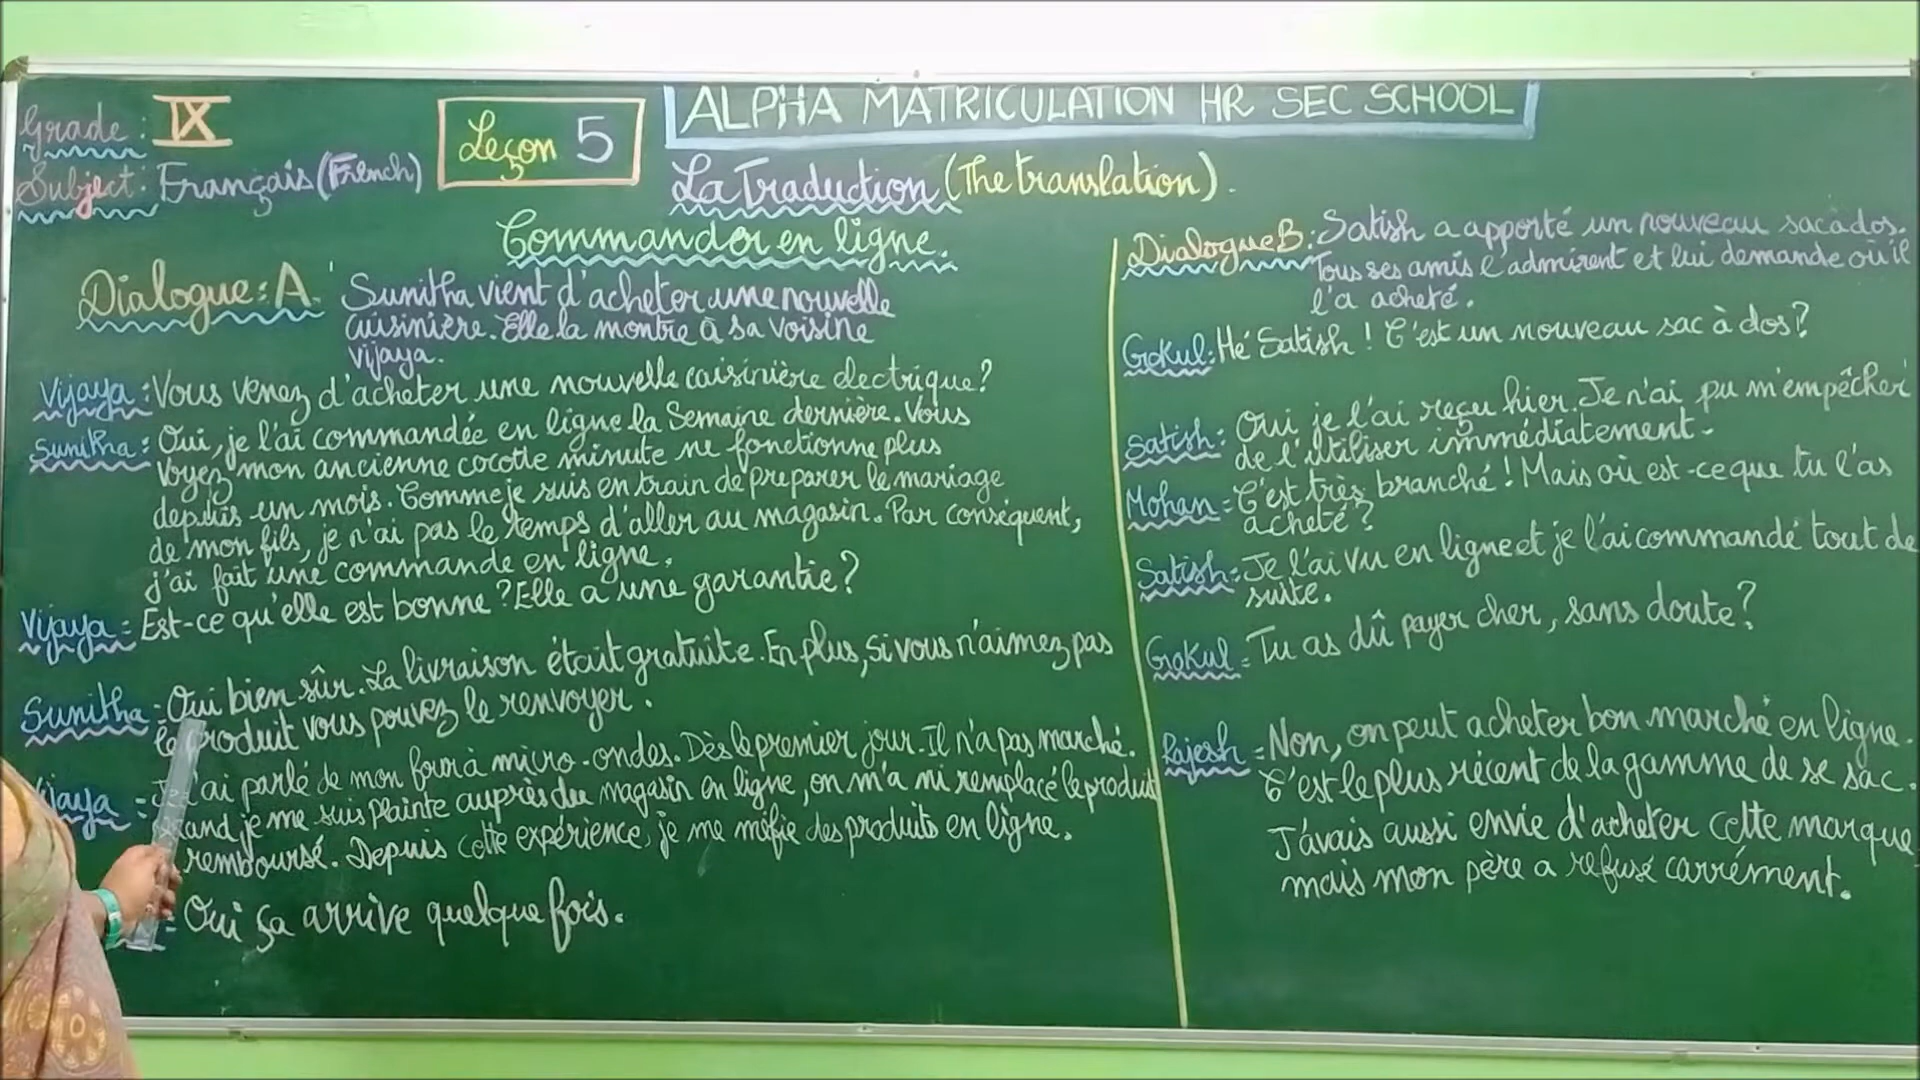 Grade: IX
Subject: Français (French)
Leçon 5
ALPHA MATRICULATION HR SEC SCHOOL
La Traduction (The translation).
Commander en ligne.
Dialogue: A Sunitha vient d'acheter une nouvelle
cuisinière. Elle la montre à sa voisine
vijaya.
Vijaya: Vous venez d'acheter une nouvelle caisinière electrique?
Sunitha: Oui, je l'ai commandée en ligne la Semaine dernière. Vous
Voyez mon ancienne cocotte minute ne fonctionne plus
depuis un mois. Comme je suis en train de preparer le mariage
de mon fils, je n'ai pas le temps d'aller au magasin. Par conséquent,
j'ai fait une commande en ligne.
Vijaya: Est-ce qu'elle est bonne? Elle a une garantie?
Sunitha: Oui bien sûr. La livraison était gratuite. En plus, si vous n'aimez pas
le produit vous pouvez le renvoyer.
l'ai parlé de mon four à micro-ondes. Dès le premier jour. Il n'a pas marché.
je me suis plainte auprès du magasin en ligne, on m'a ni remplacé le produit
remboursé. Depuis cette expérience, je me méfie des produits en ligne.
Oui ça arrive quelque fois.
Dialogue B: Satish a apporté un nouveau sac à dos.
Tous ses amis l'admirent et lui demande où il
l'a acheté.
Gokul: Hé Satish! C'est un nouveau sac à dos?
Satish: Oui je l'ai reçu hier. Je n'ai pu m'empêcher
de l'utiliser immédiatement.
Mohan: C'est très branché! Mais où est-ce que tu l'as
acheté?
Satish: Je l'ai vu en ligne et je l'ai commandé tout de
suite.
Gokul: Tu as dû payer cher, sans doute?
Rajesh: Non, on peut acheter bon marché en ligne.
C'est le plus récent de la gamme de se sac.
J'avais aussi envie d'acheter cette marque
mais mon père a refusé carrément.